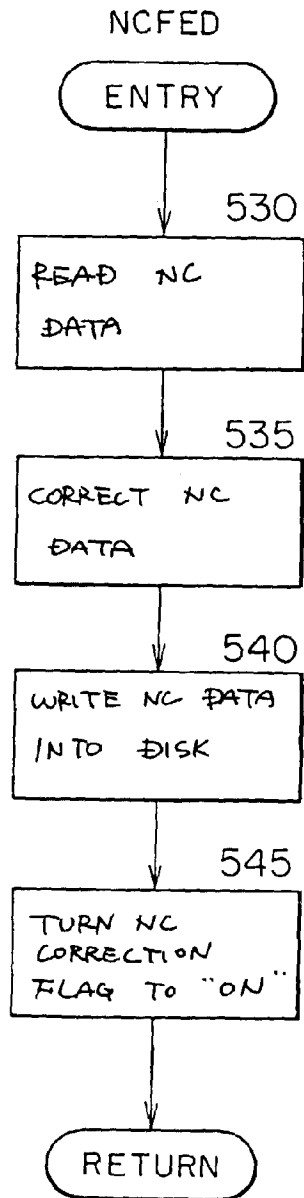 NCFED
ENTRY
530
READ NC
DATA
535
CORRECT NC
DATA
540
WRITE NC DATA
INTO DISK
545
TURN NC
CORRECTION
FLAG TO "ON"
RETURN